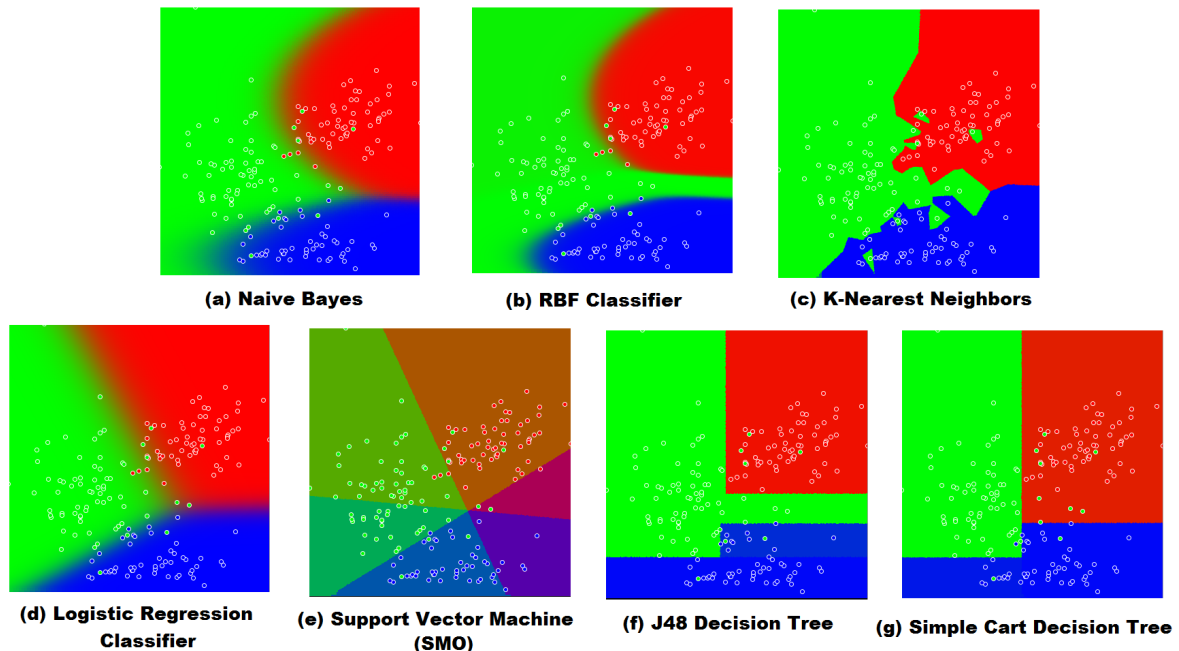 (a) Naive Bayes
(b) RBF Classifier
(c) K-Nearest Neighbors
(d) Logistic Regression
Classifier
(e) Support Vector Machine
(SMO)
(f) J48 Decision Tree
(g) Simple Cart Decision Tree